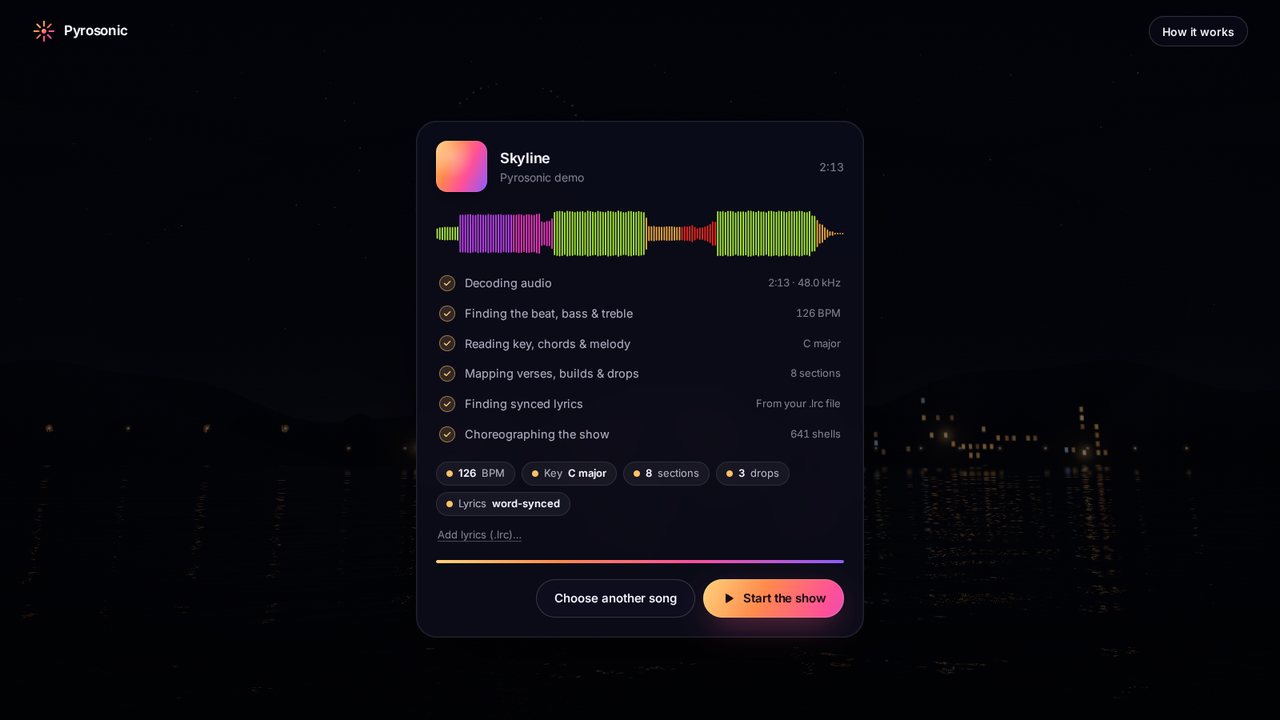 Pyrosonic
How it works
Skyline
Pyrosonic demo
2:13
Decoding audio
2:13 · 48.0 kHz
Finding the beat, bass & treble
126 BPM
Reading key, chords & melody
C major
Mapping verses, builds & drops
8 sections
Finding synced lyrics
From your .lrc file
Choreographing the show
641 shells
126 BPM
Key C major
8 sections
3 drops
Lyrics word-synced
Add lyrics (.lrc)...
Choose another song
Start the show